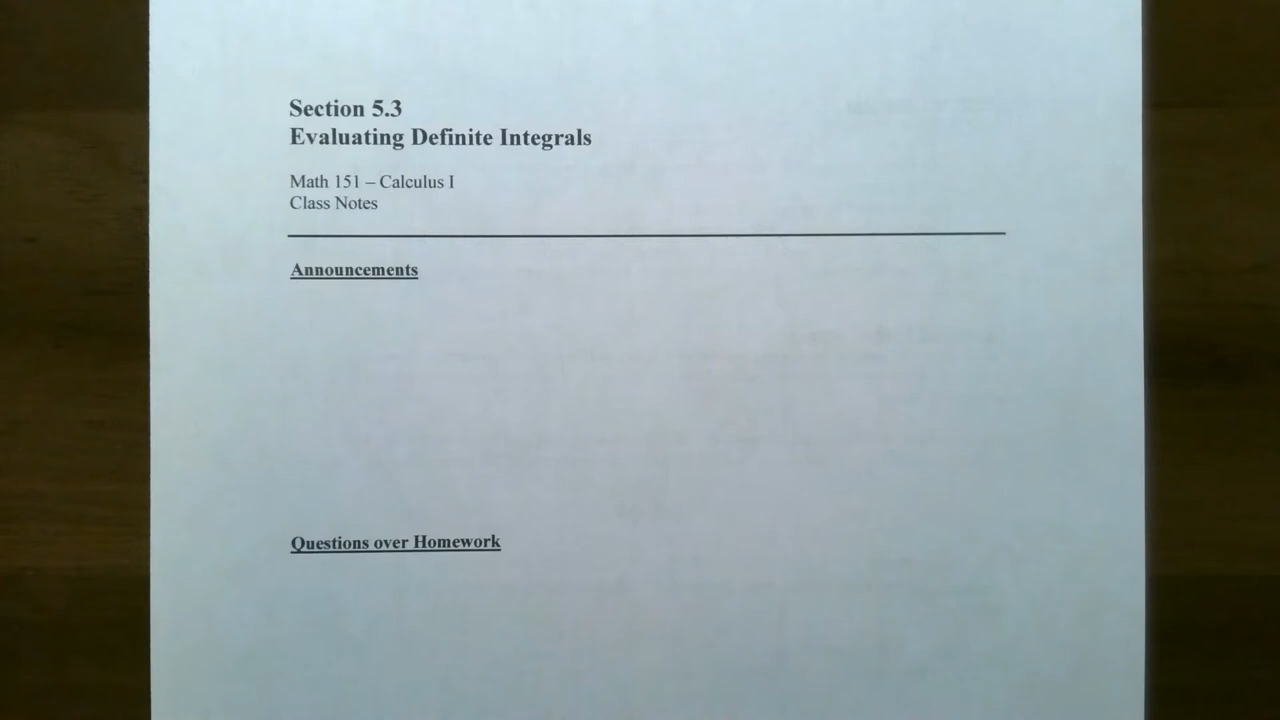 Section 5.3
Evaluating Definite Integrals
Math 151 – Calculus I
Class Notes
Announcements
Questions over Homework